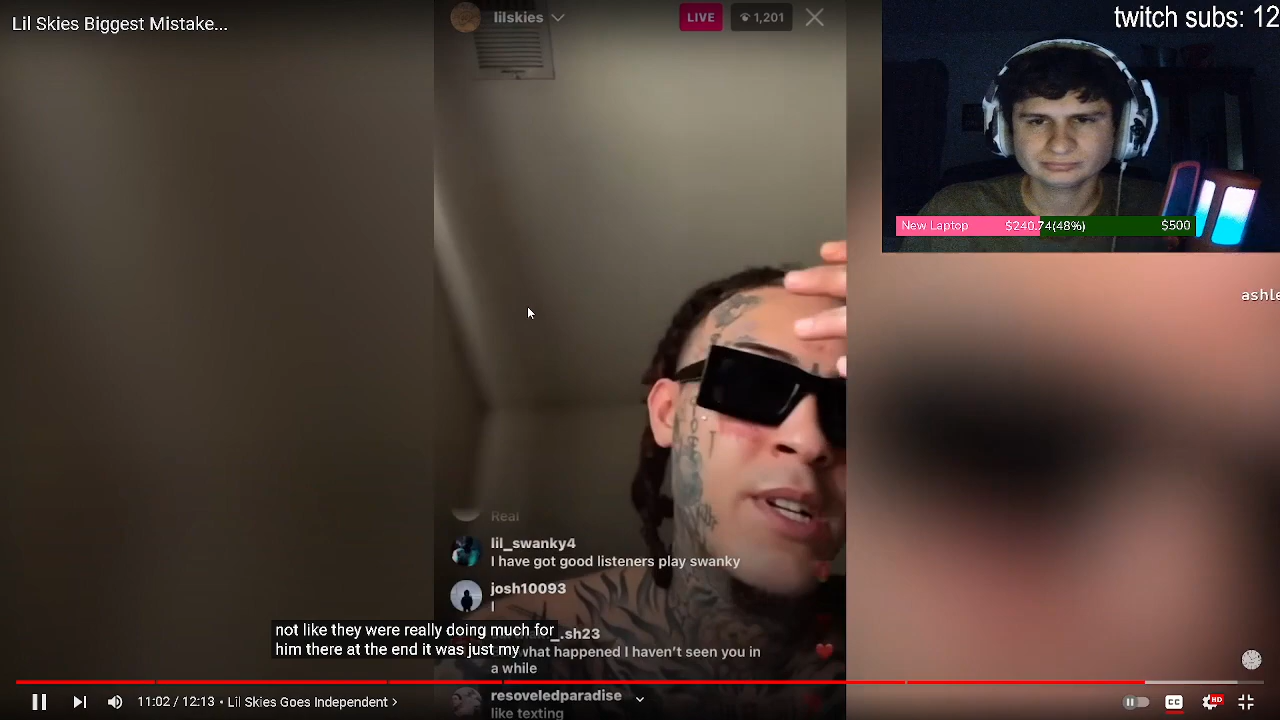 Lil Skies Biggest Mistake...
lilskies
LIVE
1,201
twitch subs: 12
New Laptop $240.74(48%) $500
ashle
Real
lil_swanky4
I have got good listeners play swanky
josh10093
I
_.sh23
what happened I haven't seen you in
a while
not like they were really doing much for
him there at the end it was just my
resoveledparadise
like texting
11:02 / 12:13 • Lil Skies Goes Independent >
CC
HD